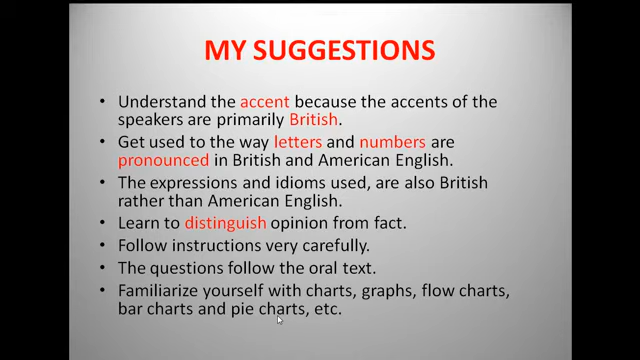 MY SUGGESTIONS
• Understand the accent because the accents of the
speakers are primarily British.
• Get used to the way letters and numbers are
pronounced in British and American English.
• The expressions and idioms used, are also British
rather than American English.
• Learn to distinguish opinion from fact.
• Follow instructions very carefully.
• The questions follow the oral text.
• Familiarize yourself with charts, graphs, flow charts,
bar charts and pie charts, etc.